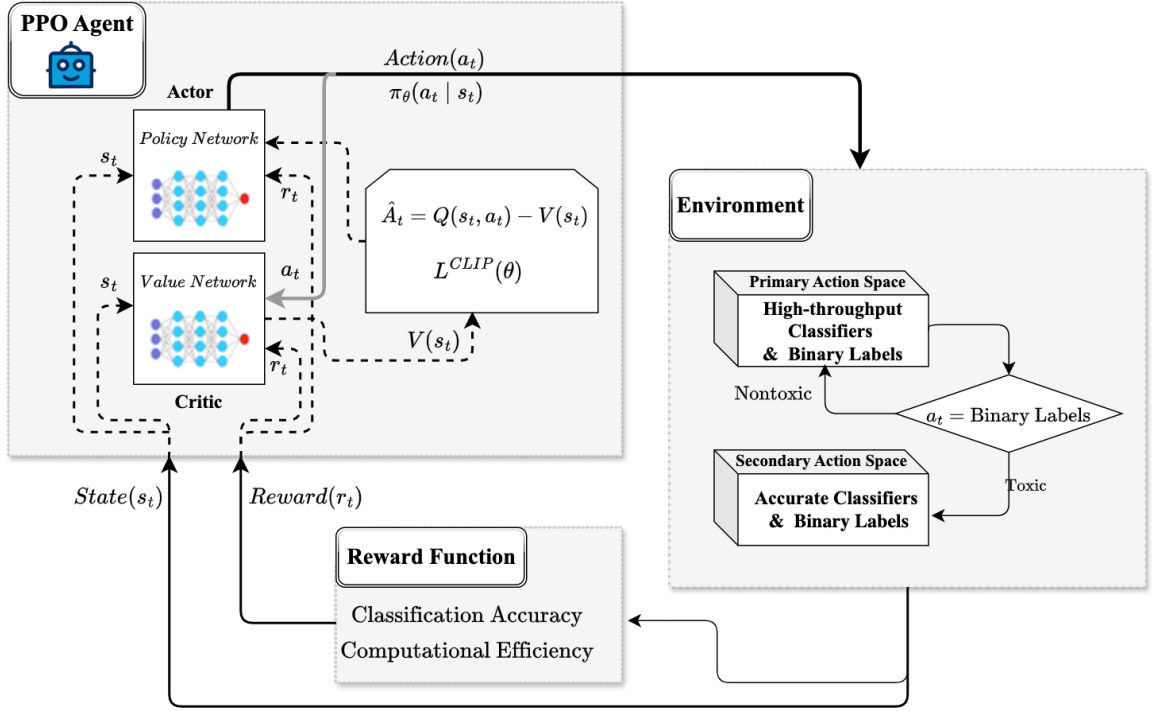 PPO Agent
Actor
Policy Network
s_t
r_t
Value Network
s_t
a_t
r_t
Critic
Action(a_t)
π_θ(a_t | s_t)
Â_t = Q(s_t, a_t) − V(s_t)
L^{CLIP}(θ)
V(s_t)
State(s_t)
Reward(r_t)
Reward Function
Classification Accuracy
Computational Efficiency
Environment
Primary Action Space
High-throughput
Classifiers
& Binary Labels
Nontoxic
a_t = Binary Labels
Toxic
Secondary Action Space
Accurate Classifiers
& Binary Labels